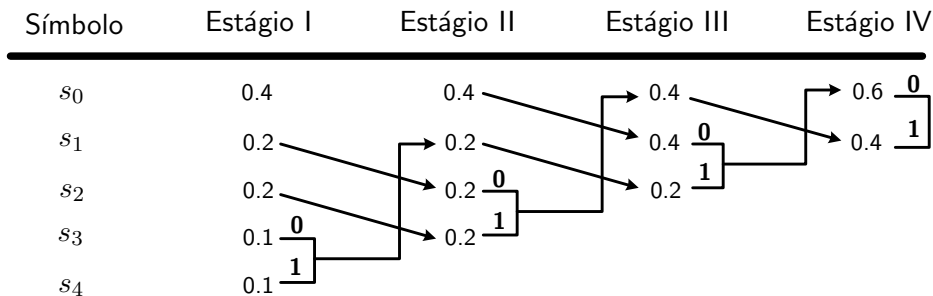 Símbolo Estágio I Estágio II Estágio III Estágio IV
s₀ 0.4 0.4 0.4 0.6 0
s₁ 0.2 0.2 0.4 0 0.4 1
s₂ 0.2 0.2 0 0.2 1
s₃ 0.1 0 0.2 1
s₄ 0.1 1